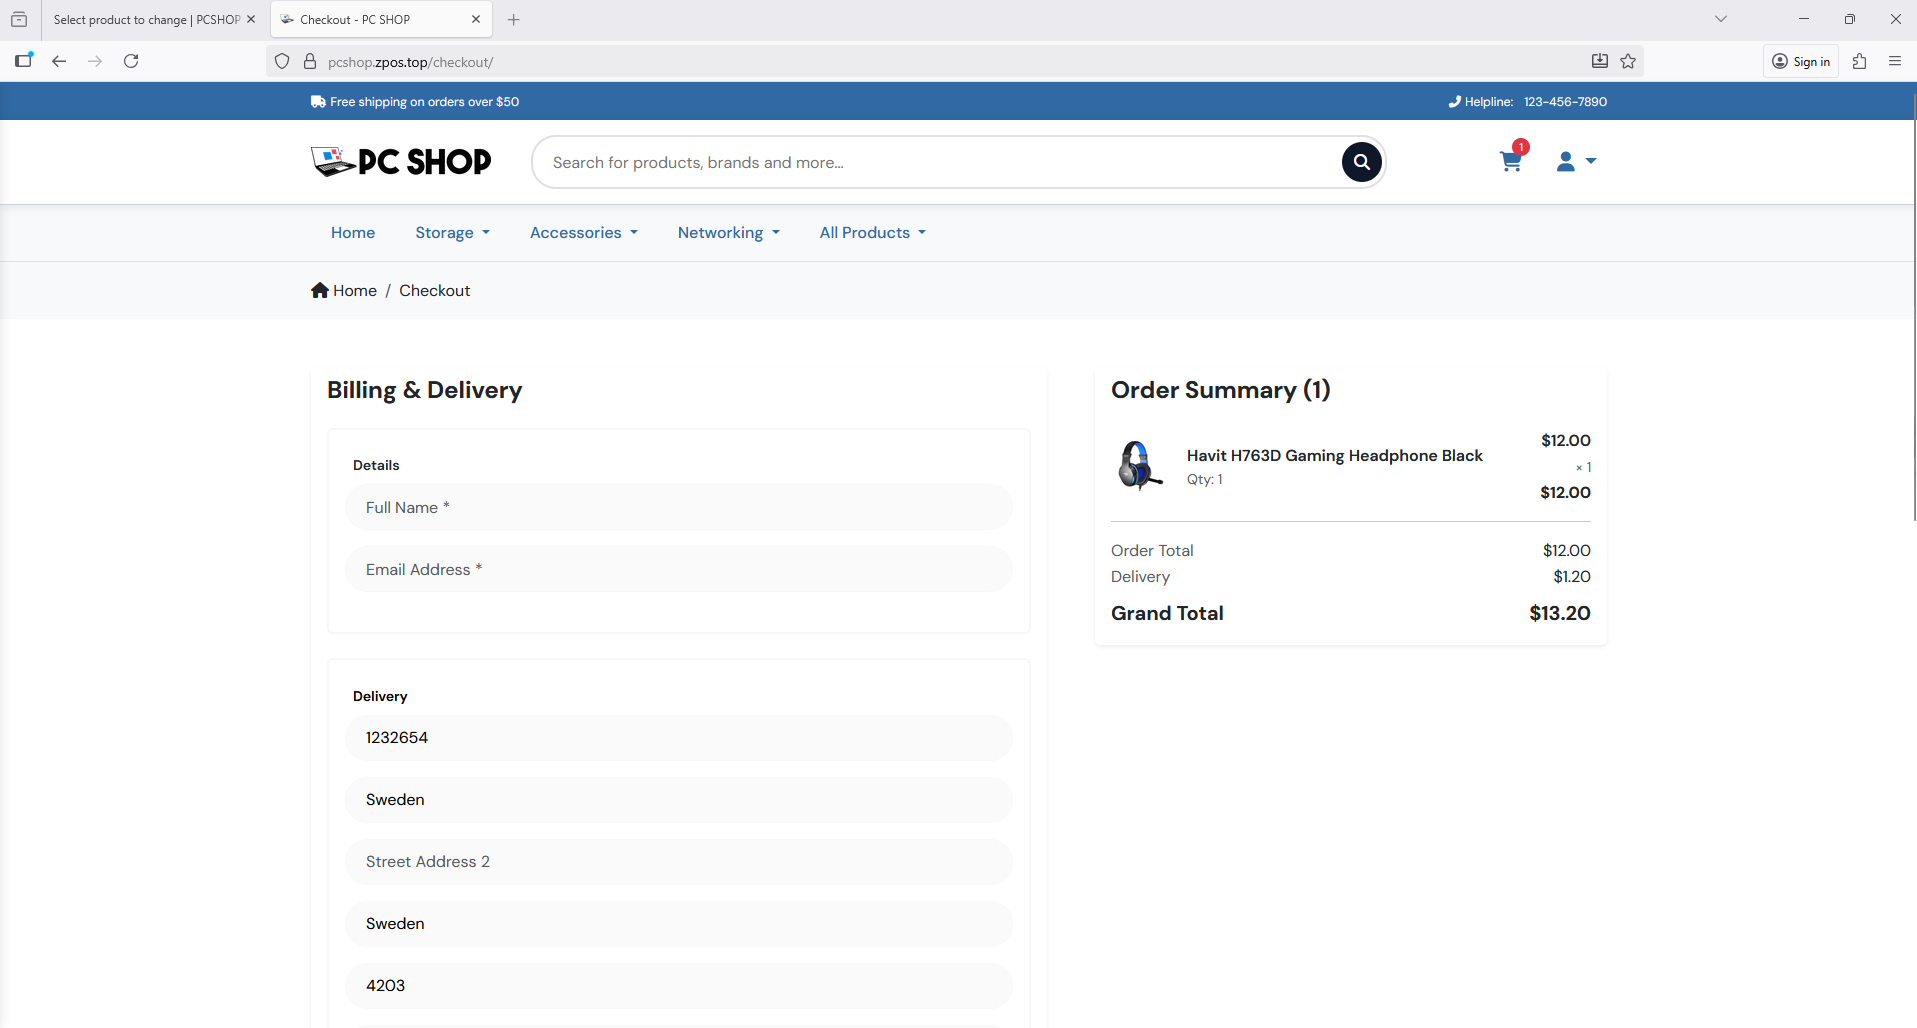 Select product to change | PCSHOP
Checkout - PC SHOP
pcshop.zpos.top/checkout/
Sign in
Free shipping on orders over $50
Helpline: 123-456-7890
PC SHOP
Search for products, brands and more...
1
Home
Storage
Accessories
Networking
All Products
Home / Checkout
Billing & Delivery
Details
Full Name *
Email Address *
Delivery
1232654
Sweden
Street Address 2
Sweden
4203
Order Summary (1)
Havit H763D Gaming Headphone Black
Qty: 1
$12.00
× 1
$12.00
Order Total $12.00
Delivery $1.20
Grand Total $13.20